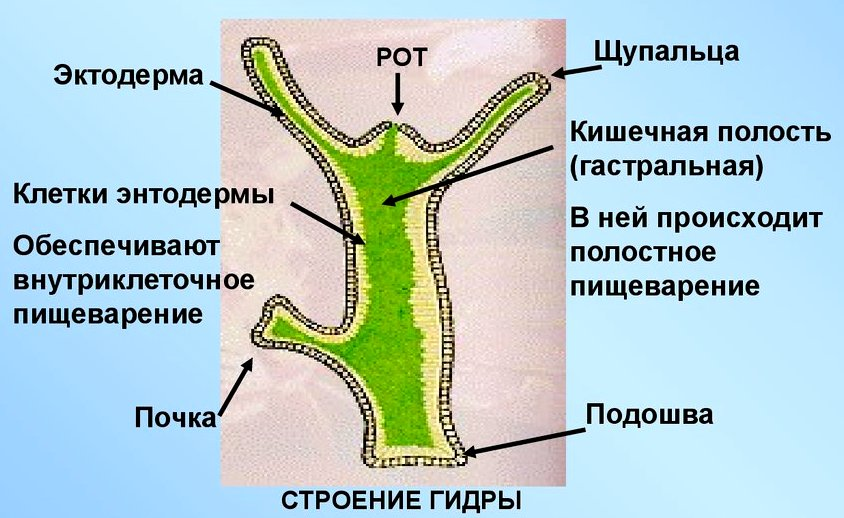 РОТ
Щупальца
Эктодерма
Кишечная полость
(гастральная)
Клетки энтодермы
В ней происходит
полостное
пищеварение
Обеспечивают
внутриклеточное
пищеварение
Почка
Подошва
СТРОЕНИЕ ГИДРЫ